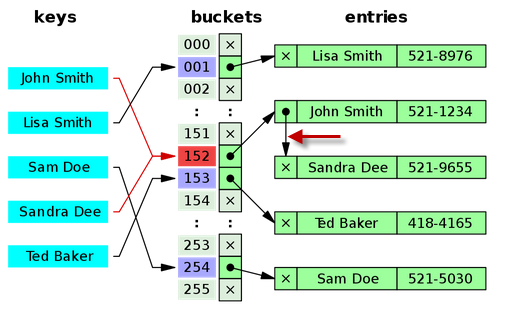 keys buckets entries
000 ×
001 × Lisa Smith 521-8976
John Smith
002 ×
Lisa Smith : : × John Smith 521-1234
151 ×
152
Sam Doe × Sandra Dee 521-9655
153
154 ×
Sandra Dee : : × Ted Baker 418-4165
253 ×
Ted Baker
254 × Sam Doe 521-5030
255 ×